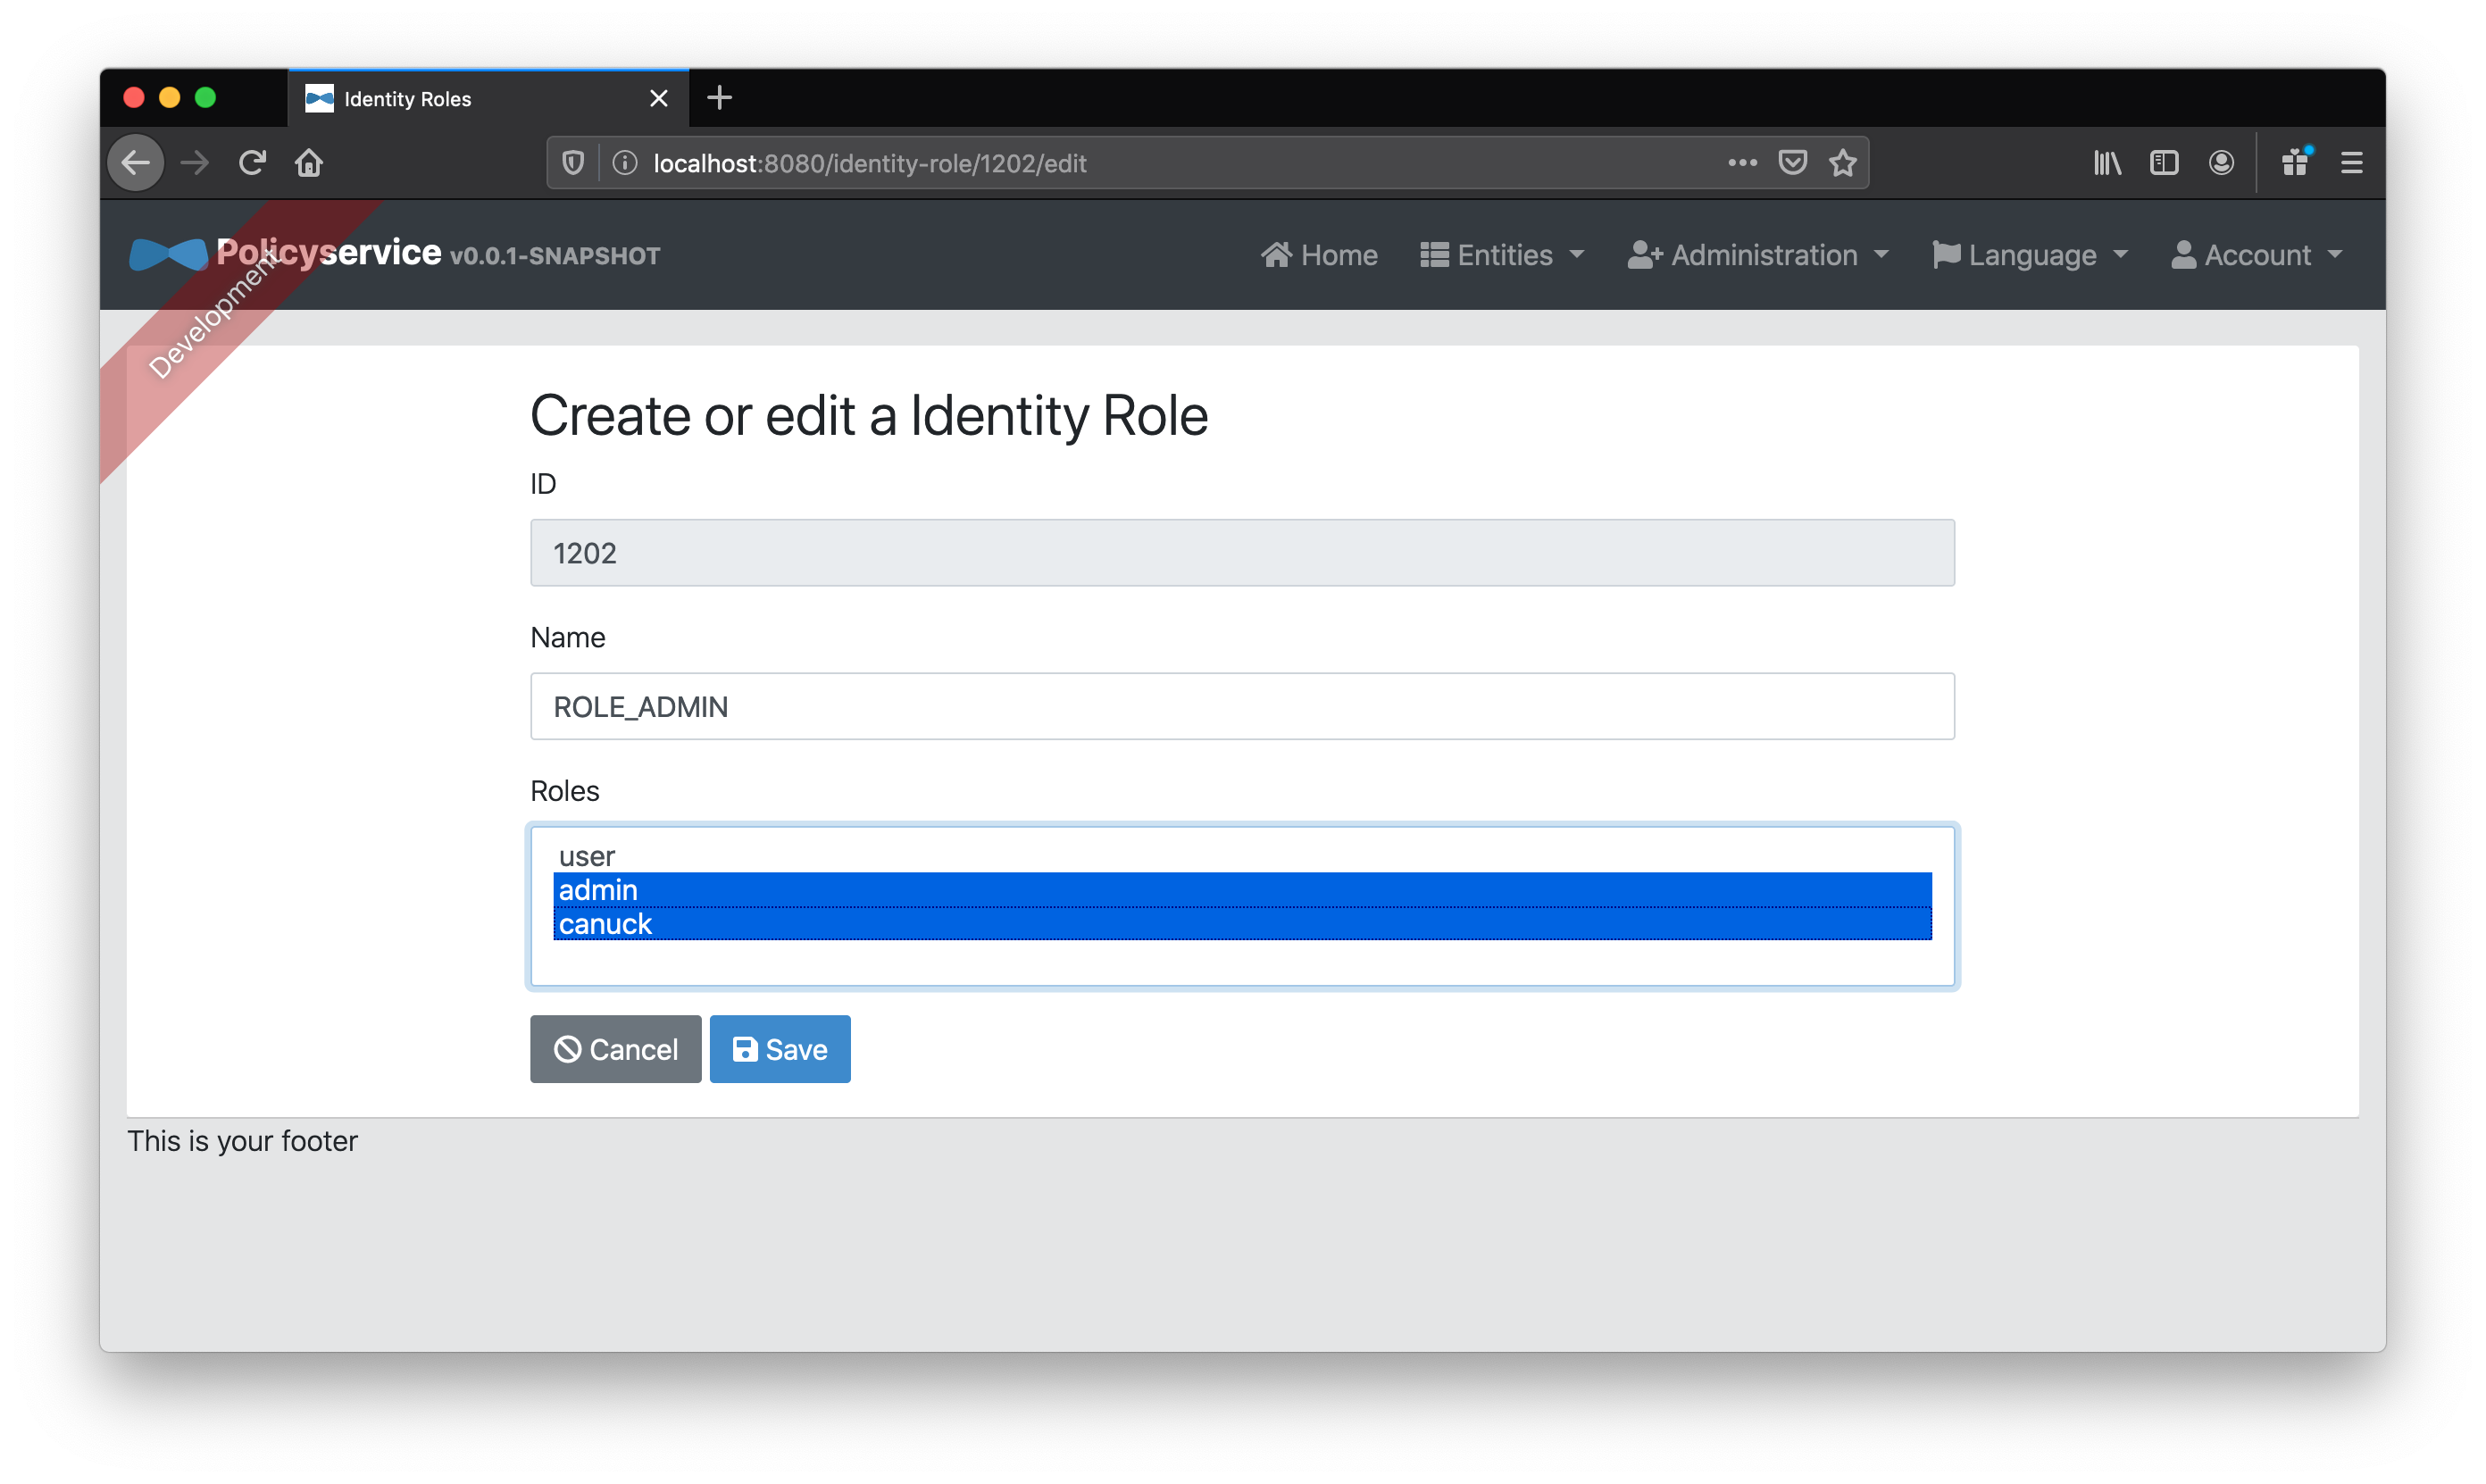 Identity Roles
localhost:8080/identity-role/1202/edit
Policyservice v0.0.1-SNAPSHOT
Home Entities Administration Language Account
Development
Create or edit a Identity Role
ID
1202
Name
ROLE_ADMIN
Roles
user
admin
canuck
Cancel Save
This is your footer